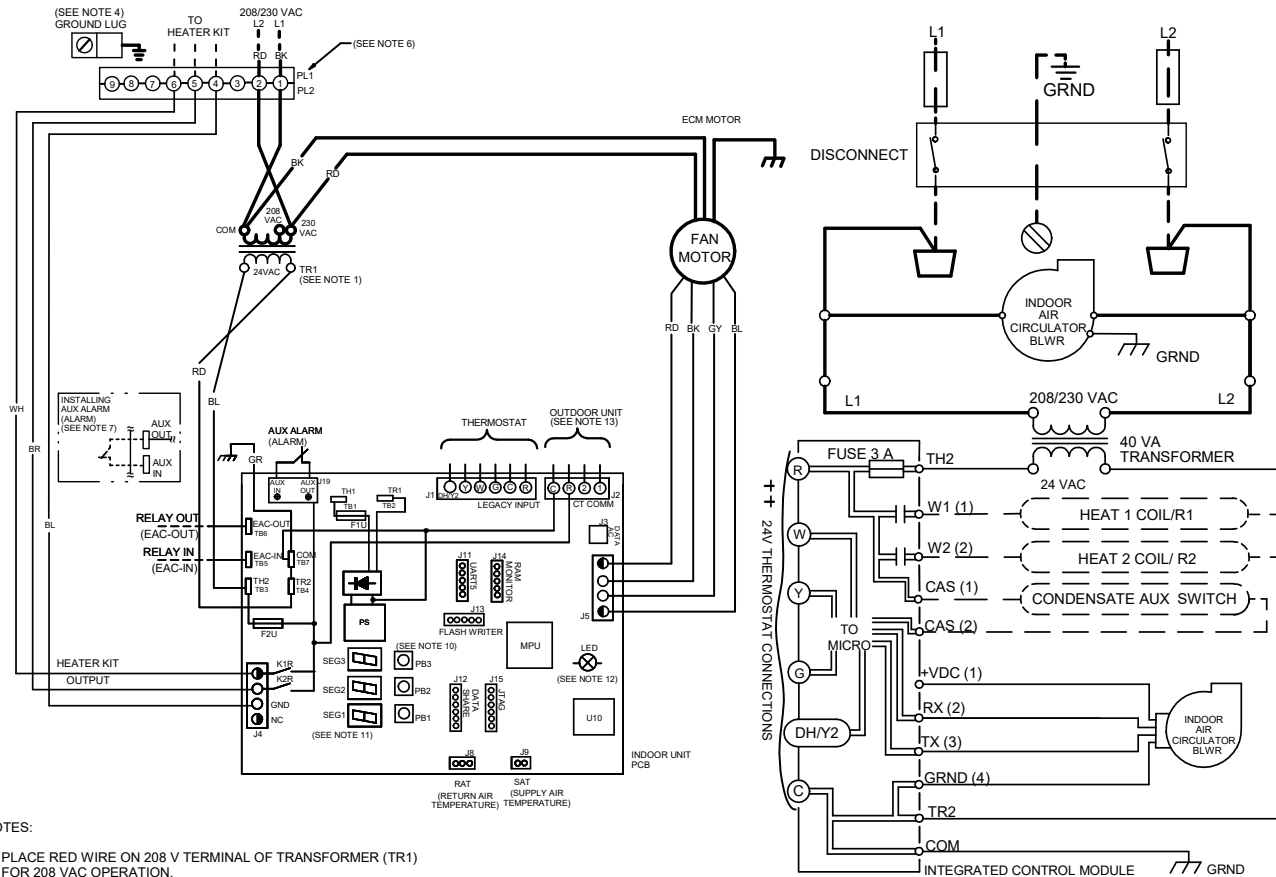 (SEE NOTE 4)
GROUND LUG
TO
HEATER KIT
208/230 VAC
L2 L1
RD BK
(SEE NOTE 6)
PL1
9 8 7 6 5 4 3 2 1
PL2
ECM MOTOR
BK
RD
COM
208
VAC
230
VAC
24VAC
TR1
(SEE NOTE 1)
FAN
MOTOR
RD BK GY BL
RD
BL
WH
BR
BL
INSTALLING
AUX ALARM
(ALARM)
(SEE NOTE 7)
AUX
OUT
AUX
IN
AUX ALARM
(ALARM)
GR
AUX
IN
AUX
OUT
J19
TH1
TB1
F1U
TR1
TB2
THERMOSTAT
J1
DH/Y2 Y W G C R
LEGACY INPUT
OUTDOOR UNIT
(SEE NOTE 13)
C R 2 1
J2
CT COMM
RELAY OUT
(EAC-OUT)
EAC-OUT
TB6
RELAY IN
(EAC-IN)
EAC-IN
TB5
COM
TB7
TH2
TB3
TR2
TB4
F2U
PS
J11
UART5
J14
RAM
MONITOR
J13
FLASH WRITER
J3
DATA
AC
J5
MPU
LED
(SEE NOTE 12)
U10
(SEE NOTE 10)
SEG3
PB3
SEG2
PB2
SEG1
PB1
(SEE NOTE 11)
J12
DATA
SHARE
J15
JTAG
HEATER KIT
OUTPUT
K1R
K2R
GND
NC
J4
J8
RAT
(RETURN AIR
TEMPERATURE)
J9
SAT
(SUPPLY AIR
TEMPERATURE)
INDOOR UNIT
PCB
OTES:
PLACE RED WIRE ON 208 V TERMINAL OF TRANSFORMER (TR1)
FOR 208 VAC OPERATION.
L1
L2
GRND
DISCONNECT
INDOOR
AIR
CIRCULATOR
BLWR
GRND
L1
208/230 VAC
L2
40 VA
TRANSFORMER
24 VAC
FUSE 3 A
TH2
R
W1 (1)
HEAT 1 COIL/R1
W
W2 (2)
HEAT 2 COIL/ R2
Y
CAS (1)
CONDENSATE AUX SWITCH
CAS (2)
TO
MICRO
G
+VDC (1)
RX (2)
DH/Y2
TX (3)
INDOOR
AIR
CIRCULATOR
BLWR
GRND (4)
C
TR2
COM
INTEGRATED CONTROL MODULE
GRND
++ 24V THERMOSTAT CONNECTIONS